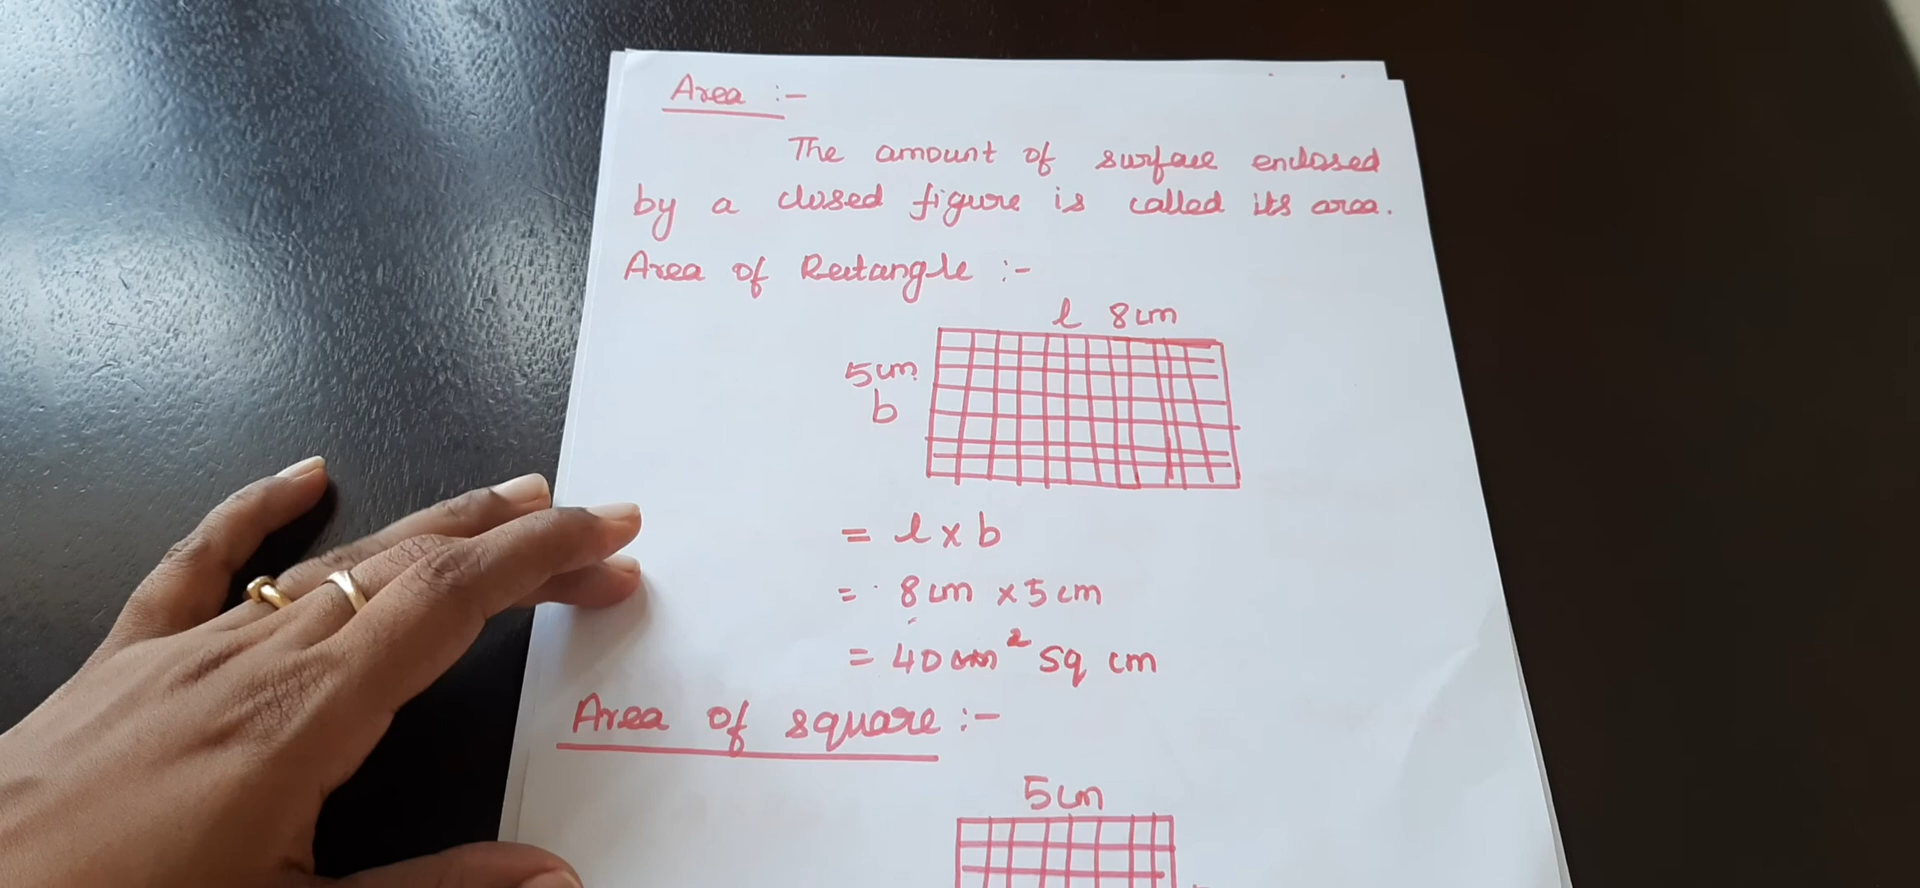 Area :-
The amount of surface enclosed
by a closed figure is called its area.
Area of Rectangle :-
l 8cm
5cm
b
= l x b
= 8cm x 5cm
= 40cm² sq cm
Area of square :-
5cm